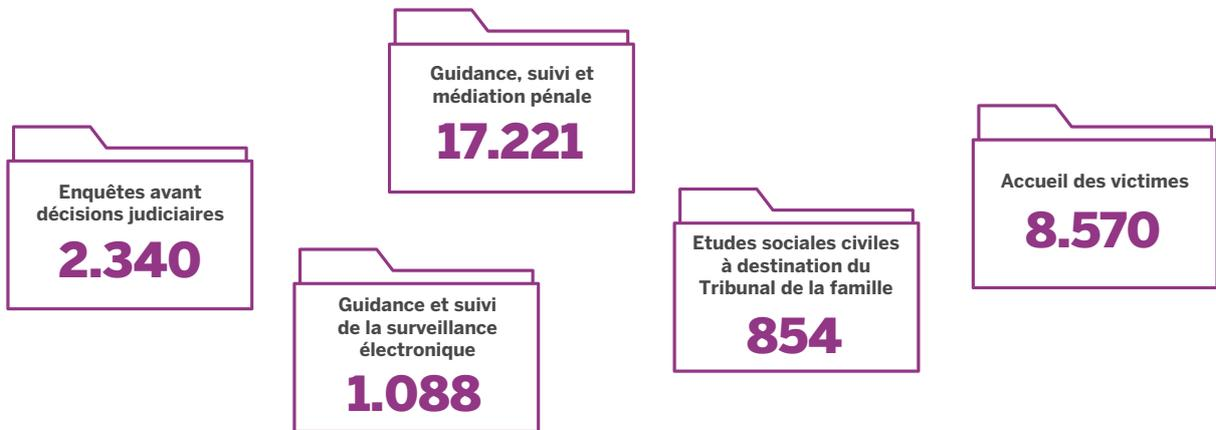 Guidance, suivi et
médiation pénale
17.221
Enquêtes avant
décisions judiciaires
2.340
Guidance et suivi
de la surveillance
électronique
1.088
Etudes sociales civiles
à destination du
Tribunal de la famille
854
Accueil des victimes
8.570